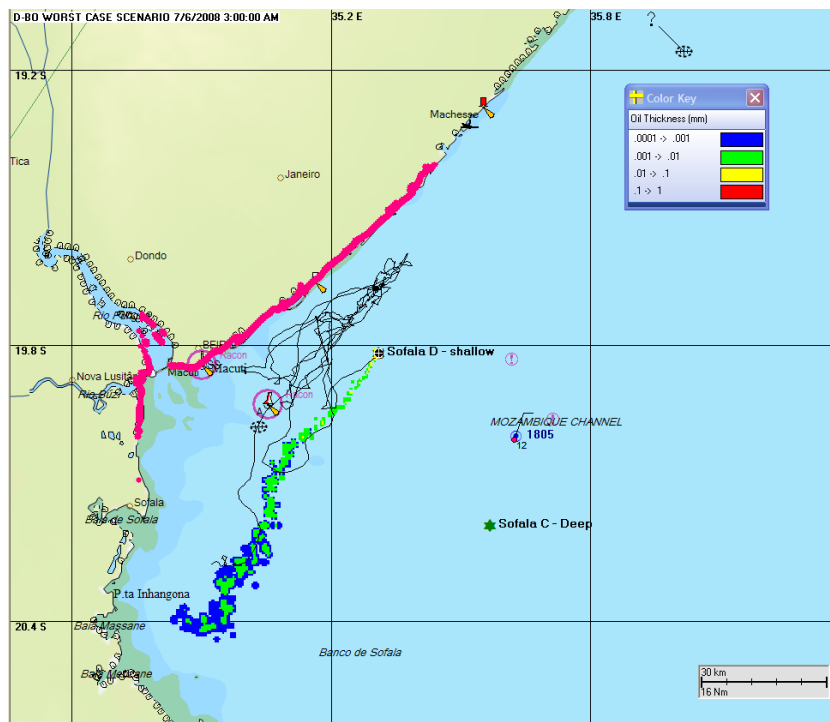 D-BO WORST CASE SCENARIO 7/6/2008 3:00:00 AM
35.2 E
35.8 E
?
19.2 S
Color Key
Oil Thickness (mm)
.0001 -> .001
.001 -> .01
.01 -> .1
.1 -> 1
Machesse
Tica
Janeiro
Dondo
19.8 S
BEIRA
Racon
Sofala D - shallow
Macuti
Macuti
Nova Lusitân
Rio Buzi
Racon
A
MOZAMBIQUE CHANNEL
1805
12
Sofala
Baia de Sofala
Sofala C - Deep
P.ta Inhangona
20.4 S
Baia Massane
Banco de Sofala
30 km
16 Nm